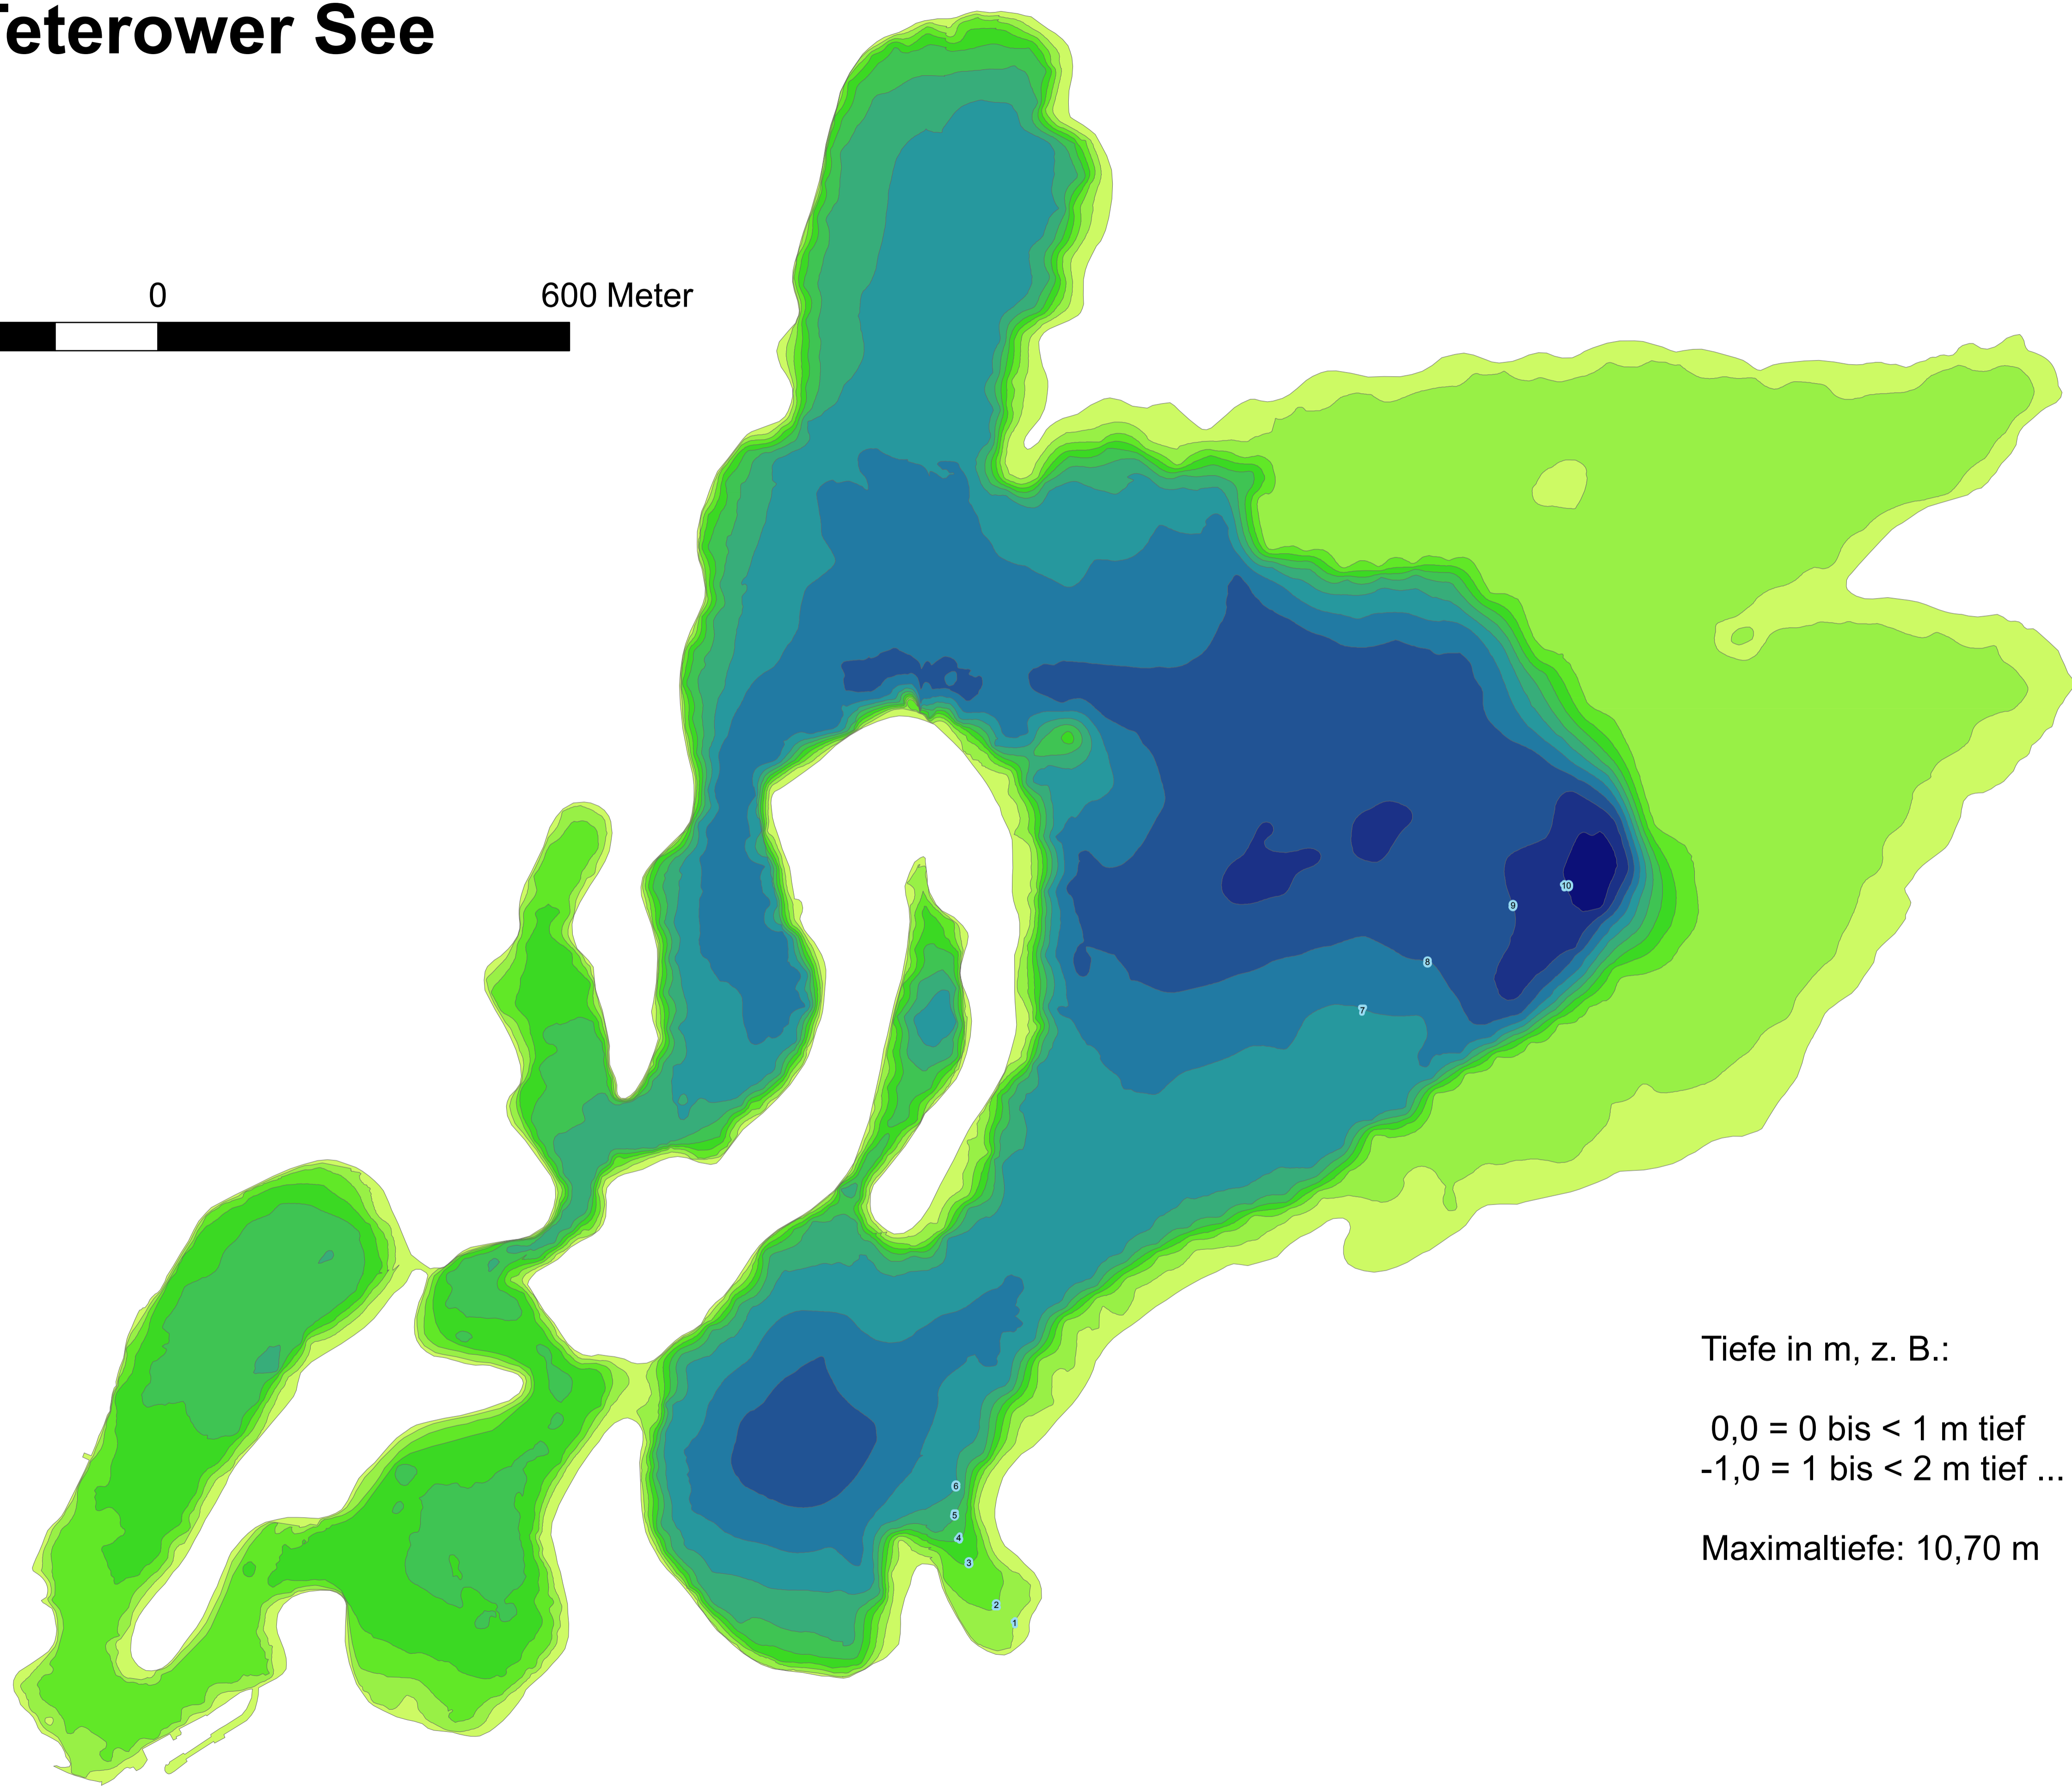 eterower See
0 600 Meter
10
9
8
7
6
5
4
3
2
1
Tiefe in m, z. B.:
0,0 = 0 bis < 1 m tief
-1,0 = 1 bis < 2 m tief ...
Maximaltiefe: 10,70 m